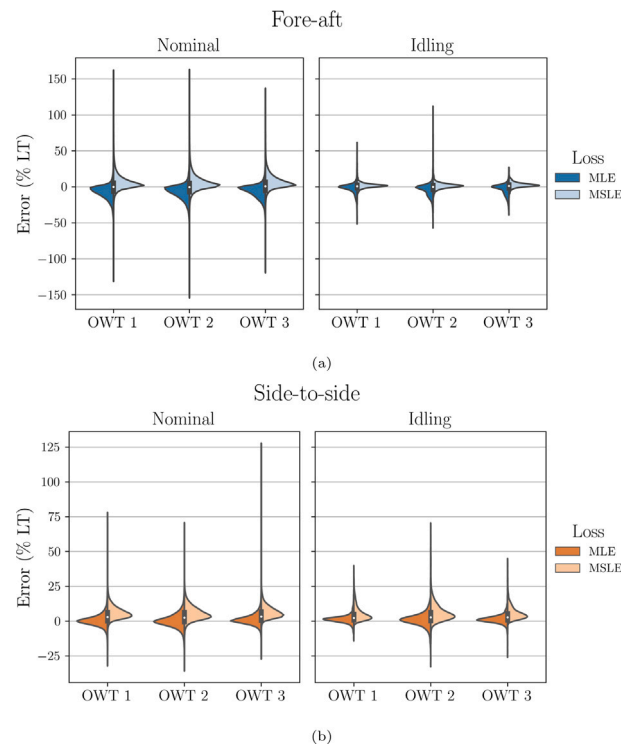 Fore-aft
Nominal Idling
Error (% LT)
150
100
50
0
−50
−100
−150
OWT 1 OWT 2 OWT 3 OWT 1 OWT 2 OWT 3
Loss
MLE
MSLE
(a)
Side-to-side
Nominal Idling
Error (% LT)
125
100
75
50
25
0
−25
OWT 1 OWT 2 OWT 3 OWT 1 OWT 2 OWT 3
Loss
MLE
MSLE
(b)